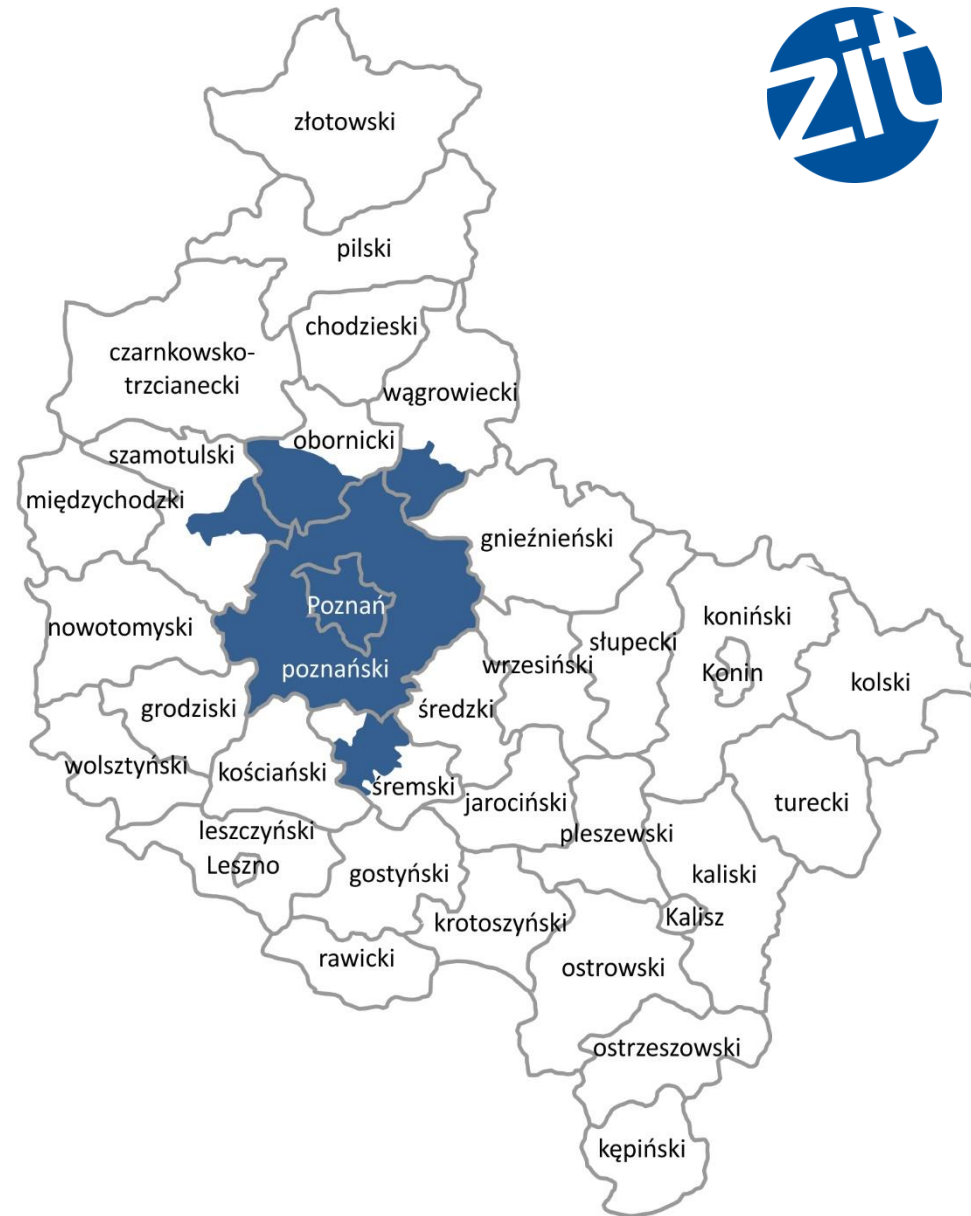 zit
złotowski
pilski
chodzieski
czarnkowsko-
trzcianecki
wągrowiecki
obornicki
szamotulski
międzychodzki
gnieźnieński
Poznań
koniński
nowotomyski
słupecki
wrzesiński
poznański
Konin
kolski
grodziski
średzki
wolsztyński
kościański
śremski
jarociński
turecki
leszczyński
pleszewski
Leszno
gostyński
kaliski
Kalisz
krotoszyński
rawicki
ostrowski
ostrzeszowski
kępiński